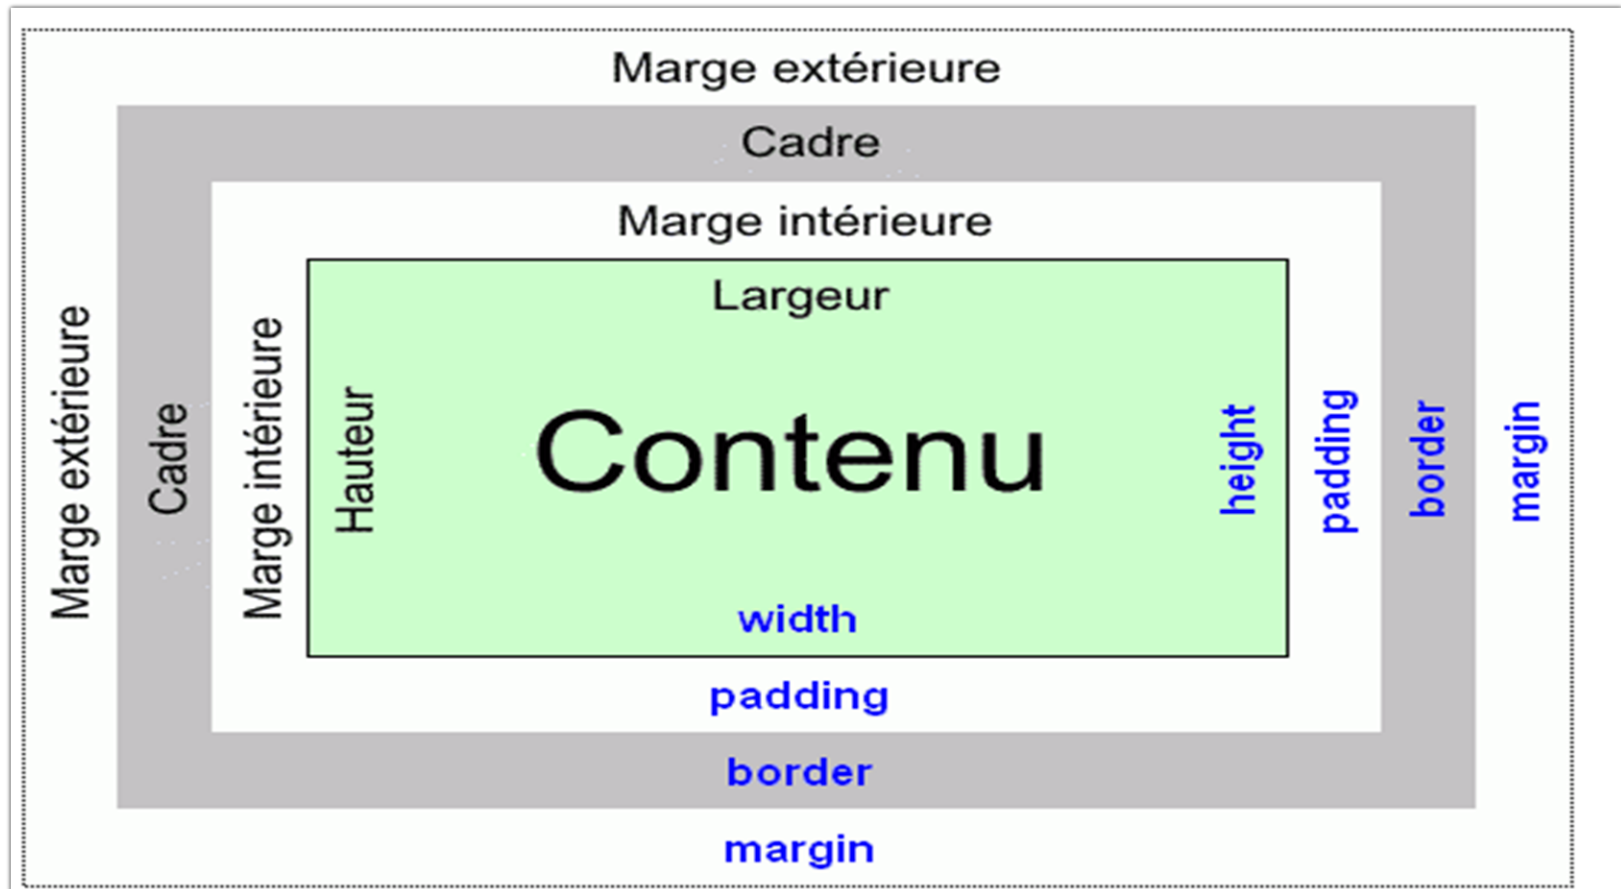 Marge extérieure
Cadre
Marge intérieure
Largeur
Marge extérieure
Cadre
Marge intérieure
Hauteur
Contenu
height
padding
border
margin
width
padding
border
margin